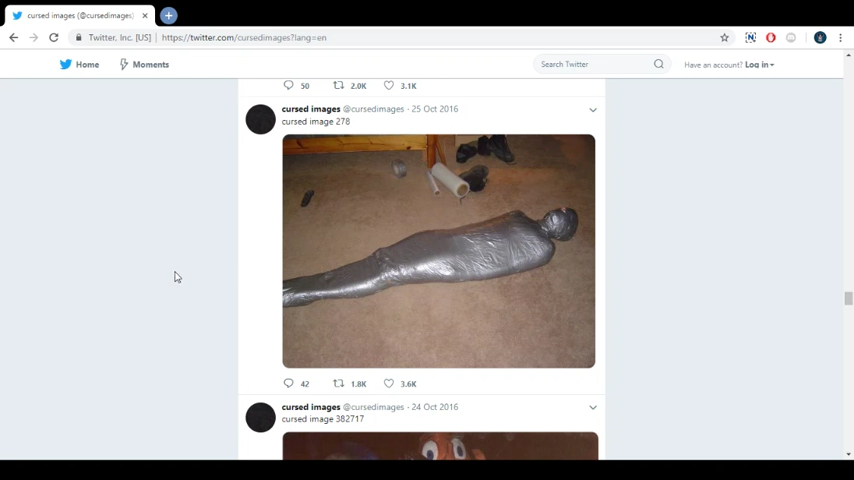 cursed images (@cursedimages)
Twitter, Inc. [US]
https://twitter.com/cursedimages?lang=en
Home
Moments
Search Twitter
Have an account? Log in
50
2.0K
3.1K
cursed images @cursedimages · 25 Oct 2016
cursed image 278
42
1.8K
3.6K
cursed images @cursedimages · 24 Oct 2016
cursed image 382717